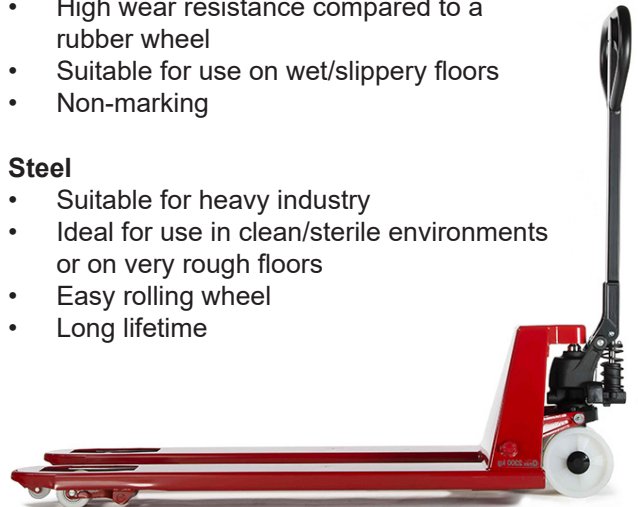 • High wear resistance compared to a
rubber wheel
• Suitable for use on wet/slippery floors
• Non-marking
Steel
• Suitable for heavy industry
• Ideal for use in clean/sterile environments
or on very rough floors
• Easy rolling wheel
• Long lifetime